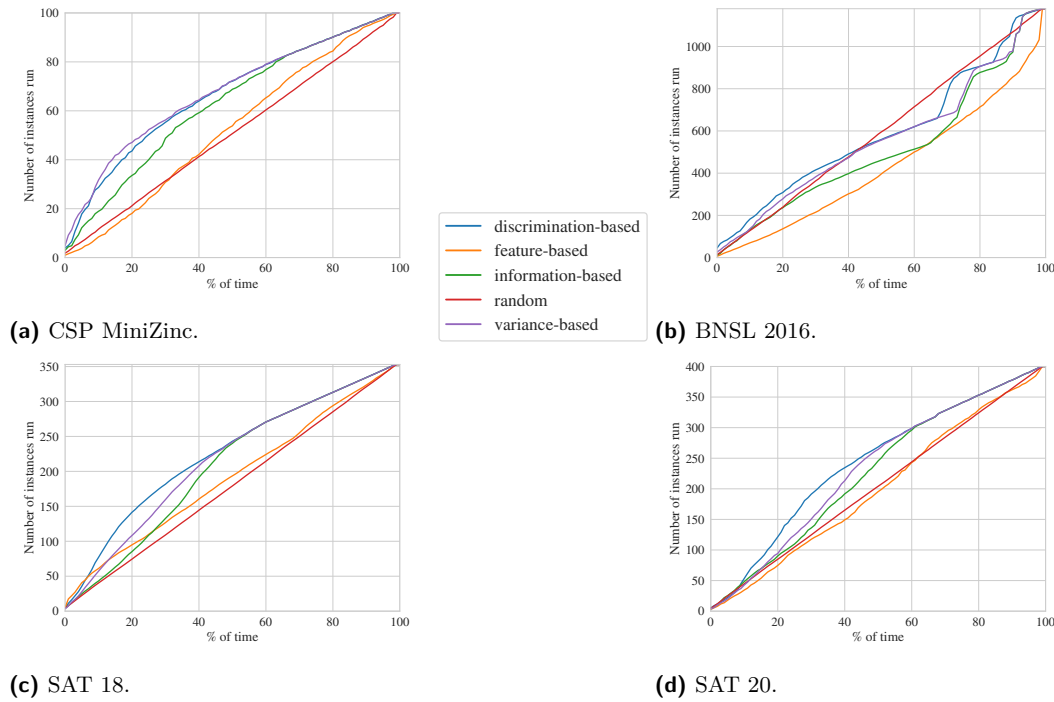 100
80
60
40
20
0
Number of instances run
0 20 40 60 80 100
% of time
(a) CSP MiniZinc.
1000
800
600
400
200
0
Number of instances run
0 20 40 60 80 100
% of time
(b) BNSL 2016.
discrimination-based
feature-based
information-based
random
variance-based
350
300
250
200
150
100
50
0
Number of instances run
0 20 40 60 80 100
% of time
(c) SAT 18.
400
350
300
250
200
150
100
50
0
Number of instances run
0 20 40 60 80 100
% of time
(d) SAT 20.